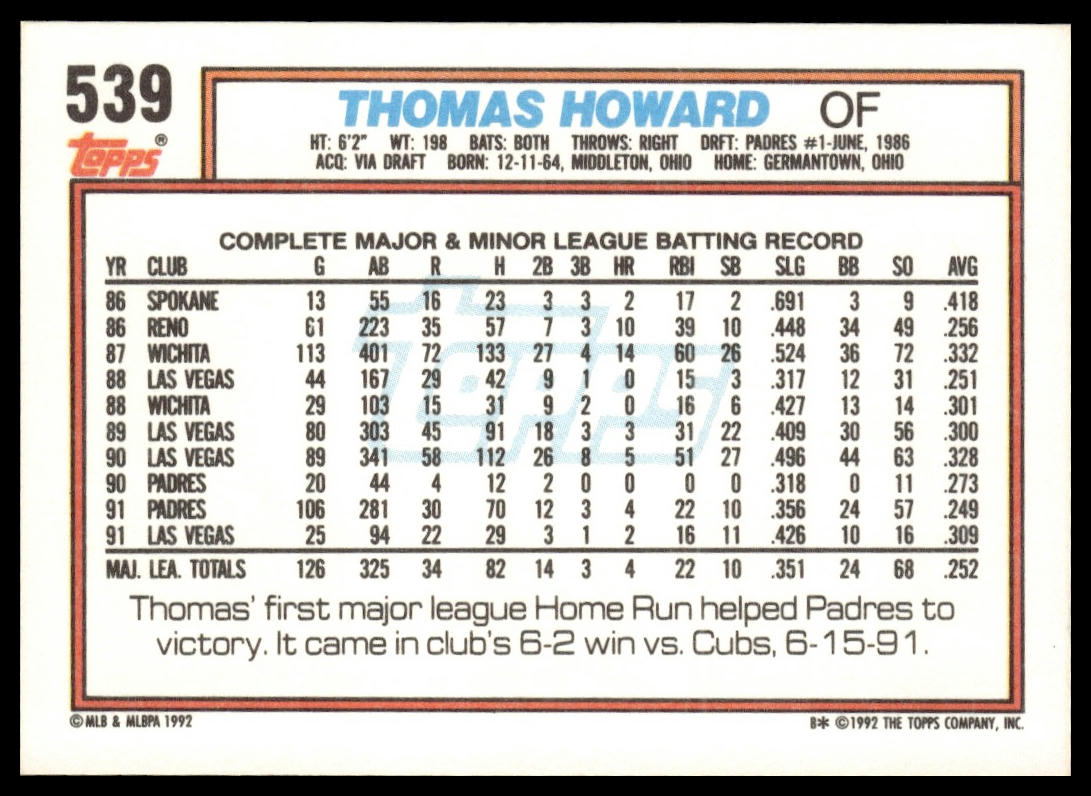 539
THOMAS HOWARD OF
topps®
HT: 6'2" WT: 198 BATS: BOTH THROWS: RIGHT DRFT: PADRES #1-JUNE, 1986
ACQ: VIA DRAFT BORN: 12-11-64, MIDDLETON, OHIO HOME: GERMANTOWN, OHIO
COMPLETE MAJOR & MINOR LEAGUE BATTING RECORD
YR CLUB G AB R H 2B 3B HR RBI SB SLG BB SO AVG
86 SPOKANE 13 55 16 23 3 3 2 17 2 .691 3 9 .418
86 RENO 61 223 35 57 7 3 10 39 10 .448 34 49 .256
87 WICHITA 113 401 72 133 27 4 14 60 26 .524 36 72 .332
88 LAS VEGAS 44 167 29 42 9 1 0 15 3 .317 12 31 .251
88 WICHITA 29 103 15 31 9 2 0 16 6 .427 13 14 .301
89 LAS VEGAS 80 303 45 91 18 3 3 31 22 .409 30 56 .300
90 LAS VEGAS 89 341 58 112 26 8 5 51 27 .496 44 63 .328
90 PADRES 20 44 4 12 2 0 0 0 0 .318 0 11 .273
91 PADRES 106 281 30 70 12 3 4 22 10 .356 24 57 .249
91 LAS VEGAS 25 94 22 29 3 1 2 16 11 .426 10 16 .309
MAJ. LEA. TOTALS 126 325 34 82 14 3 4 22 10 .351 24 68 .252
topps
Thomas' first major league Home Run helped Padres to
victory. It came in club's 6-2 win vs. Cubs, 6-15-91.
© MLB & MLBPA 1992
B* ©1992 THE TOPPS COMPANY, INC.